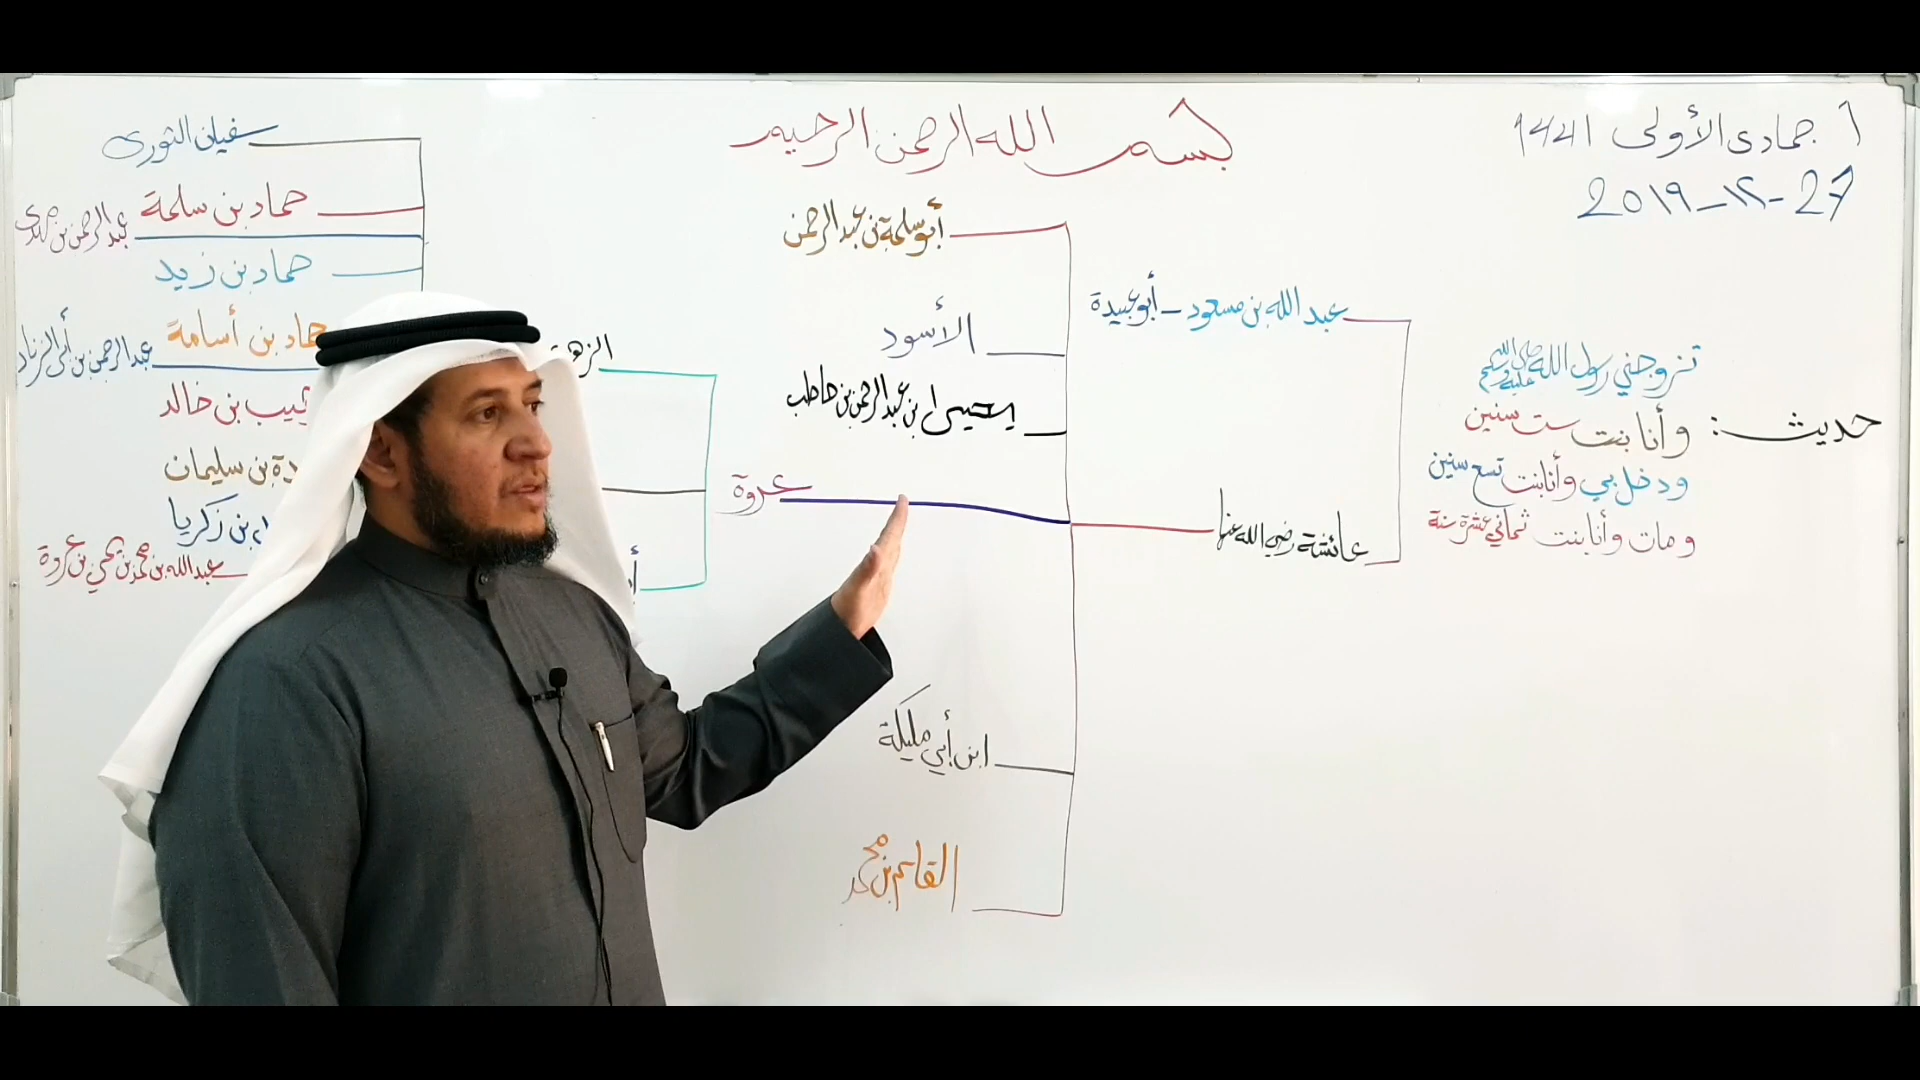 بسم الله الرحمن الرحيم
1 جمادى الأولى 1441
27-12-2019
حديث:
تزوجني رسول الله صلى الله عليه وسلم
وأنا بنت ست سنين
ودخل بي وأنا بنت تسع سنين
ومات وأنا بنت ثماني عشرة سنة
عبد الله بن مسعود - أبو عبيدة
عائشة رضي الله عنها
أبو سلمة بن عبد الرحمن
الأسود
يحيى بن عبد الرحمن بن حاطب
عروة
ابن أبي مليكة
القاسم بن محمد
سفيان الثورى
حماد بن سلمة
عبد الرحمن بن مهدى
حماد بن زيد
حماد بن أسامة
عبد الرحمن بن أبي الزناد
بن خالد
بن سليمان
بن زكريا
عبد الله بن محمد بن يحيى بن عروة